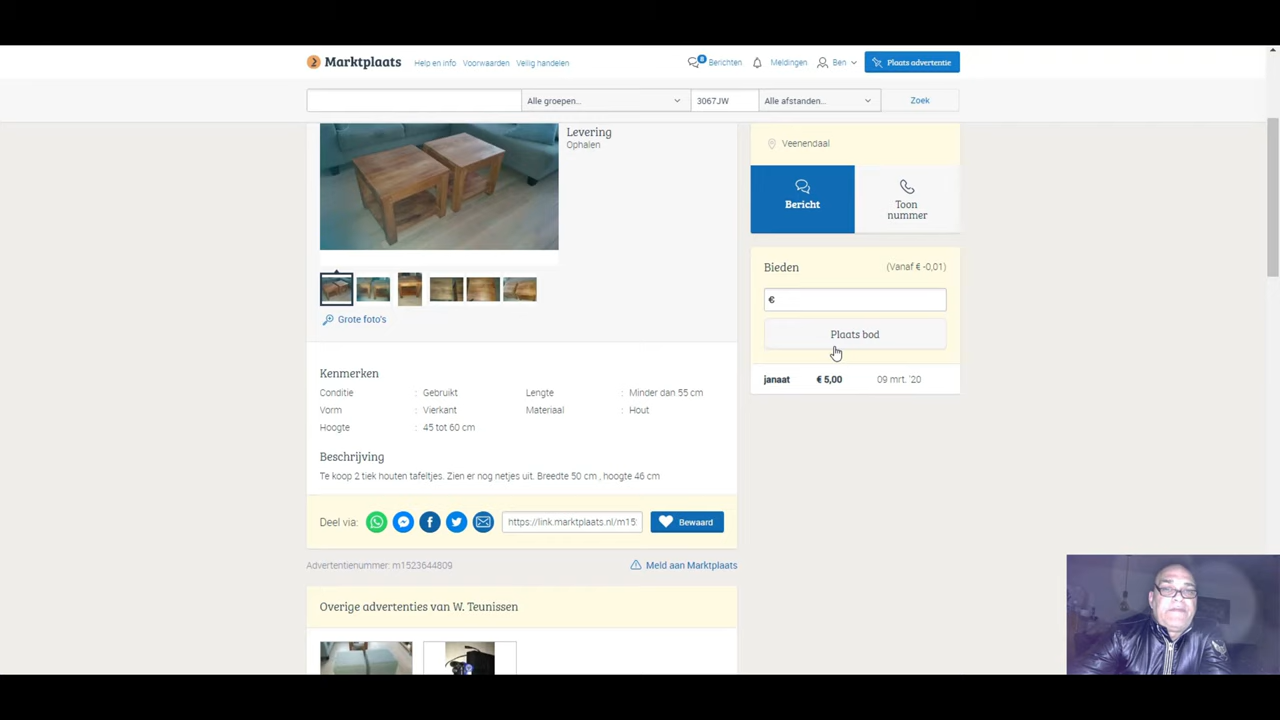 Marktplaats
Help en info Voorwaarden Veilig handelen
Berichten Meldingen Ben Plaats advertentie
Alle groepen... 3067JW Alle afstanden... Zoek
Levering
Ophalen
Grote foto's
Kenmerken
Conditie : Gebruikt Lengte : Minder dan 55 cm
Vorm : Vierkant Materiaal : Hout
Hoogte : 45 tot 60 cm
Beschrijving
Te koop 2 tiek houten tafeltjes. Zien er nog netjes uit. Breedte 50 cm , hoogte 46 cm
Deel via: https://link.marktplaats.nl/m15 Bewaard
Advertentienummer: m1523644809 Meld aan Marktplaats
Overige advertenties van W. Teunissen
Veenendaal
Bericht
Toon
nummer
Bieden (Vanaf € -0,01)
€
Plaats bod
janaat € 5,00 09 mrt. '20